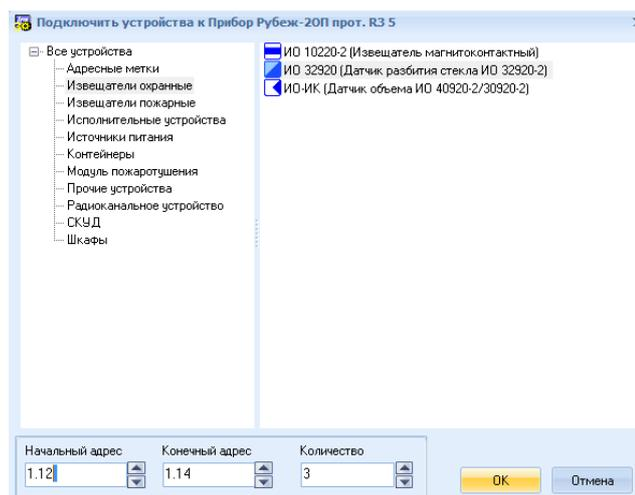 Подключить устройства к Прибор Рубеж-2ОП прот. R3 5
Все устройства
Адресные метки
Извещатели охранные
Извещатели пожарные
Исполнительные устройства
Источники питания
Контейнеры
Модуль пожаротушения
Прочие устройства
Радиоканальное устройство
СКУД
Шкафы
ИО 10220-2 (Извещатель магнитоконтактный)
ИО 32920 (Датчик разбития стекла ИО 32920-2)
ИО-ИК (Датчик объема ИО 40920-2/30920-2)
Начальный адрес Конечный адрес Количество
1.12 1.14 3
OK Отмена